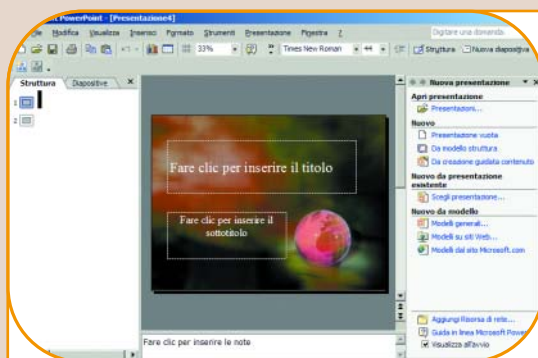 PowerPoint - [Presentazione4]
Modifica Visualizza Inserisci Formato Strumenti Presentazione Finestra ?
Digitare una domanda.
33% Times New Roman 44 Struttura Nuova diapositiva
Struttura Diapositive
1
2
Fare clic per inserire il titolo
Fare clic per inserire il
sottotitolo
Fare clic per inserire le note
Nuova presentazione
Apri presentazione
Presentazioni...
Nuovo
Presentazione vuota
Da modello struttura
Da creazione guidata contenuto
Nuovo da presentazione
esistente
Scegli presentazione...
Nuovo da modello
Modelli generali...
Modelli su siti Web...
Modelli dal sito Microsoft.com
Aggiungi Risorsa di rete...
Guida in linea Microsoft Power
Visualizza all'avvio